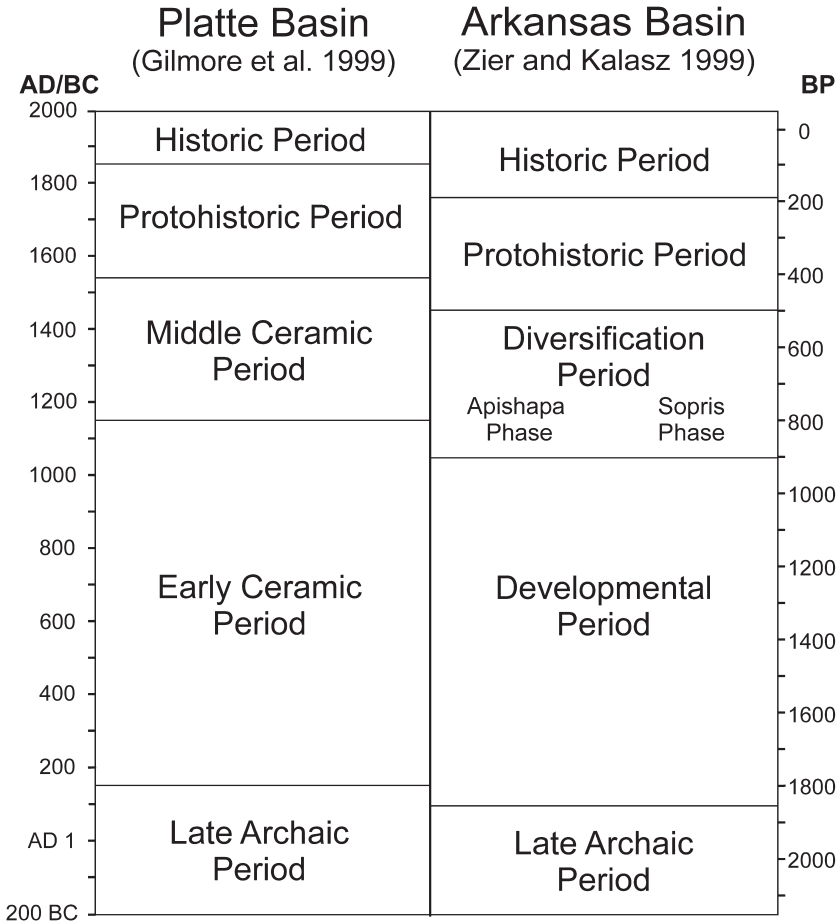 Platte Basin
(Gilmore et al. 1999)
Arkansas Basin
(Zier and Kalasz 1999)
AD/BC
BP
2000
1800
1600
1400
1200
1000
800
600
400
200
AD 1
200 BC
Historic Period
Protohistoric Period
Middle Ceramic
Period
Early Ceramic
Period
Late Archaic
Period
Historic Period
Protohistoric Period
Diversification
Period
Apishapa
Phase
Sopris
Phase
Developmental
Period
Late Archaic
Period
0
200
400
600
800
1000
1200
1400
1600
1800
2000